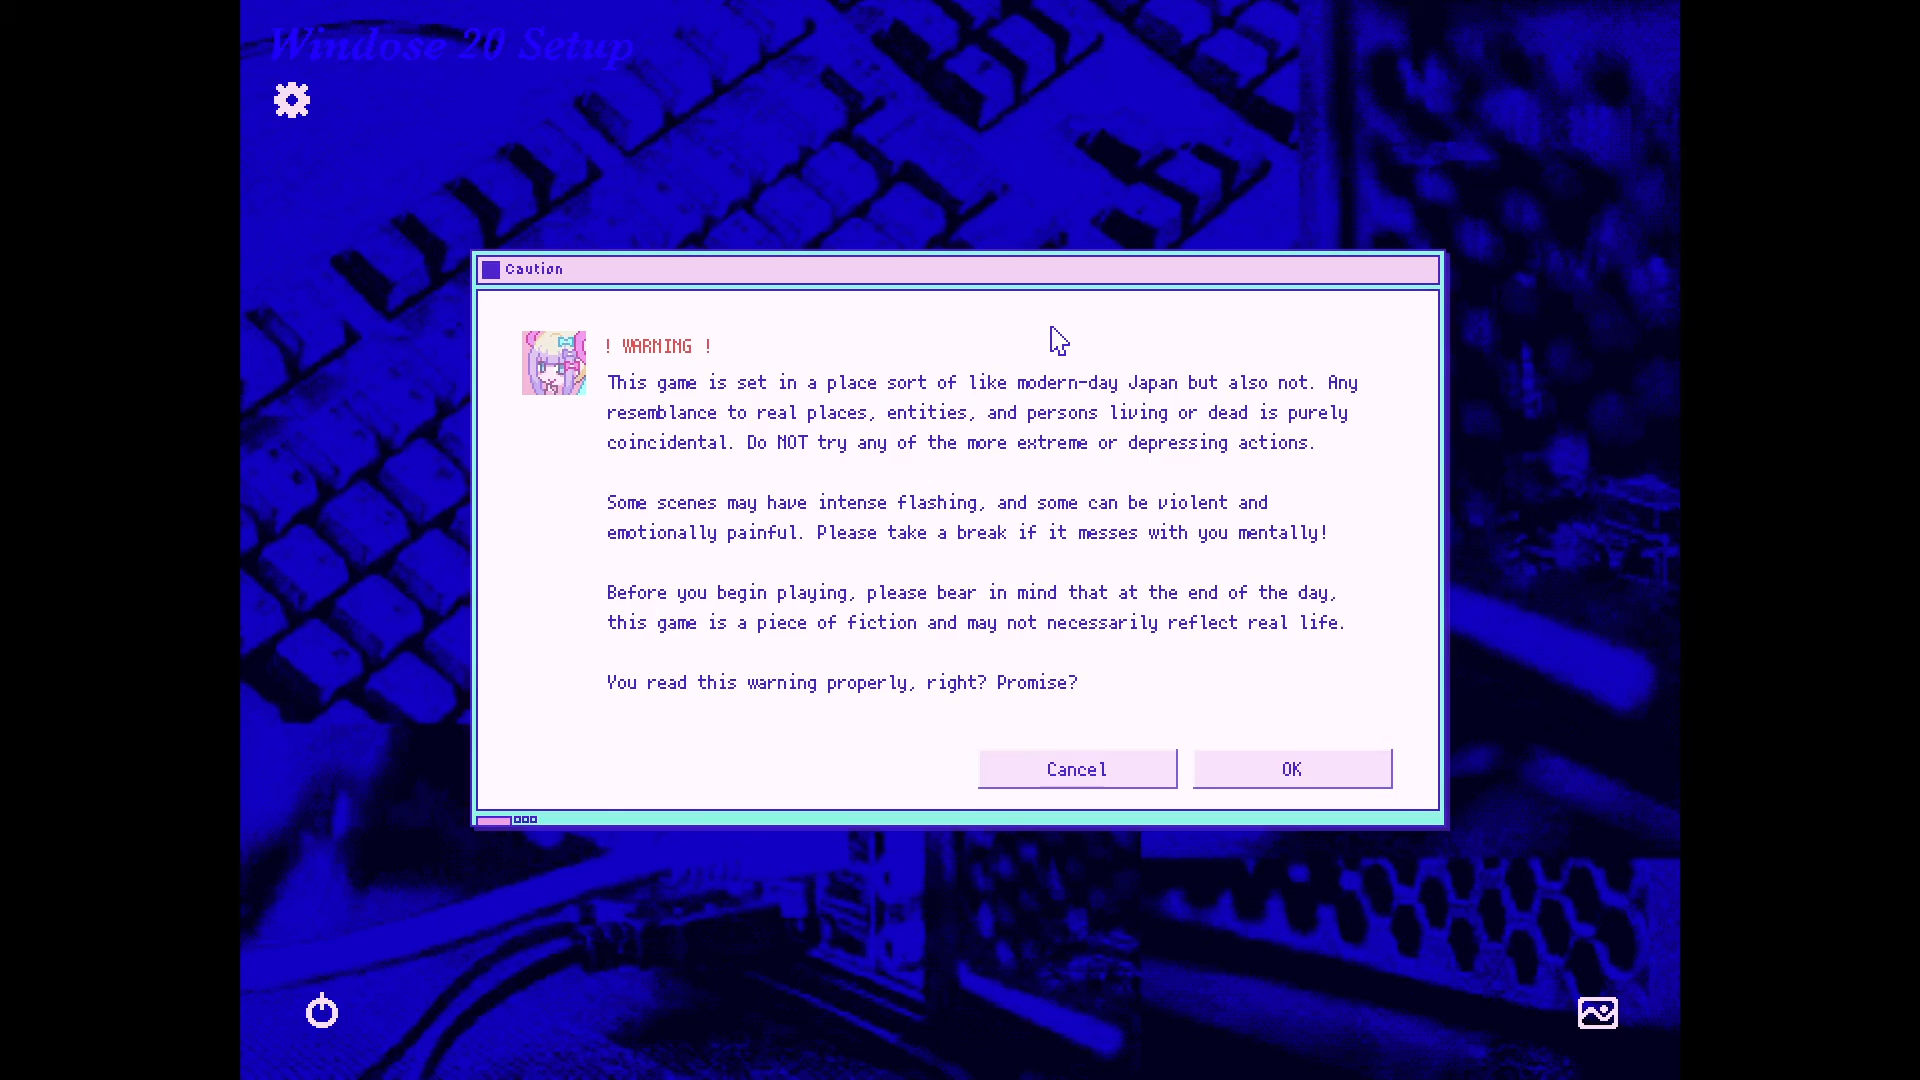 Windose 20 Setup
Caution
! WARNING !
This game is set in a place sort of like modern-day Japan but also not. Any
resemblance to real places, entities, and persons living or dead is purely
coincidental. Do NOT try any of the more extreme or depressing actions.
Some scenes may have intense flashing, and some can be violent and
emotionally painful. Please take a break if it messes with you mentally!
Before you begin playing, please bear in mind that at the end of the day,
this game is a piece of fiction and may not necessarily reflect real life.
You read this warning properly, right? Promise?
Cancel
OK